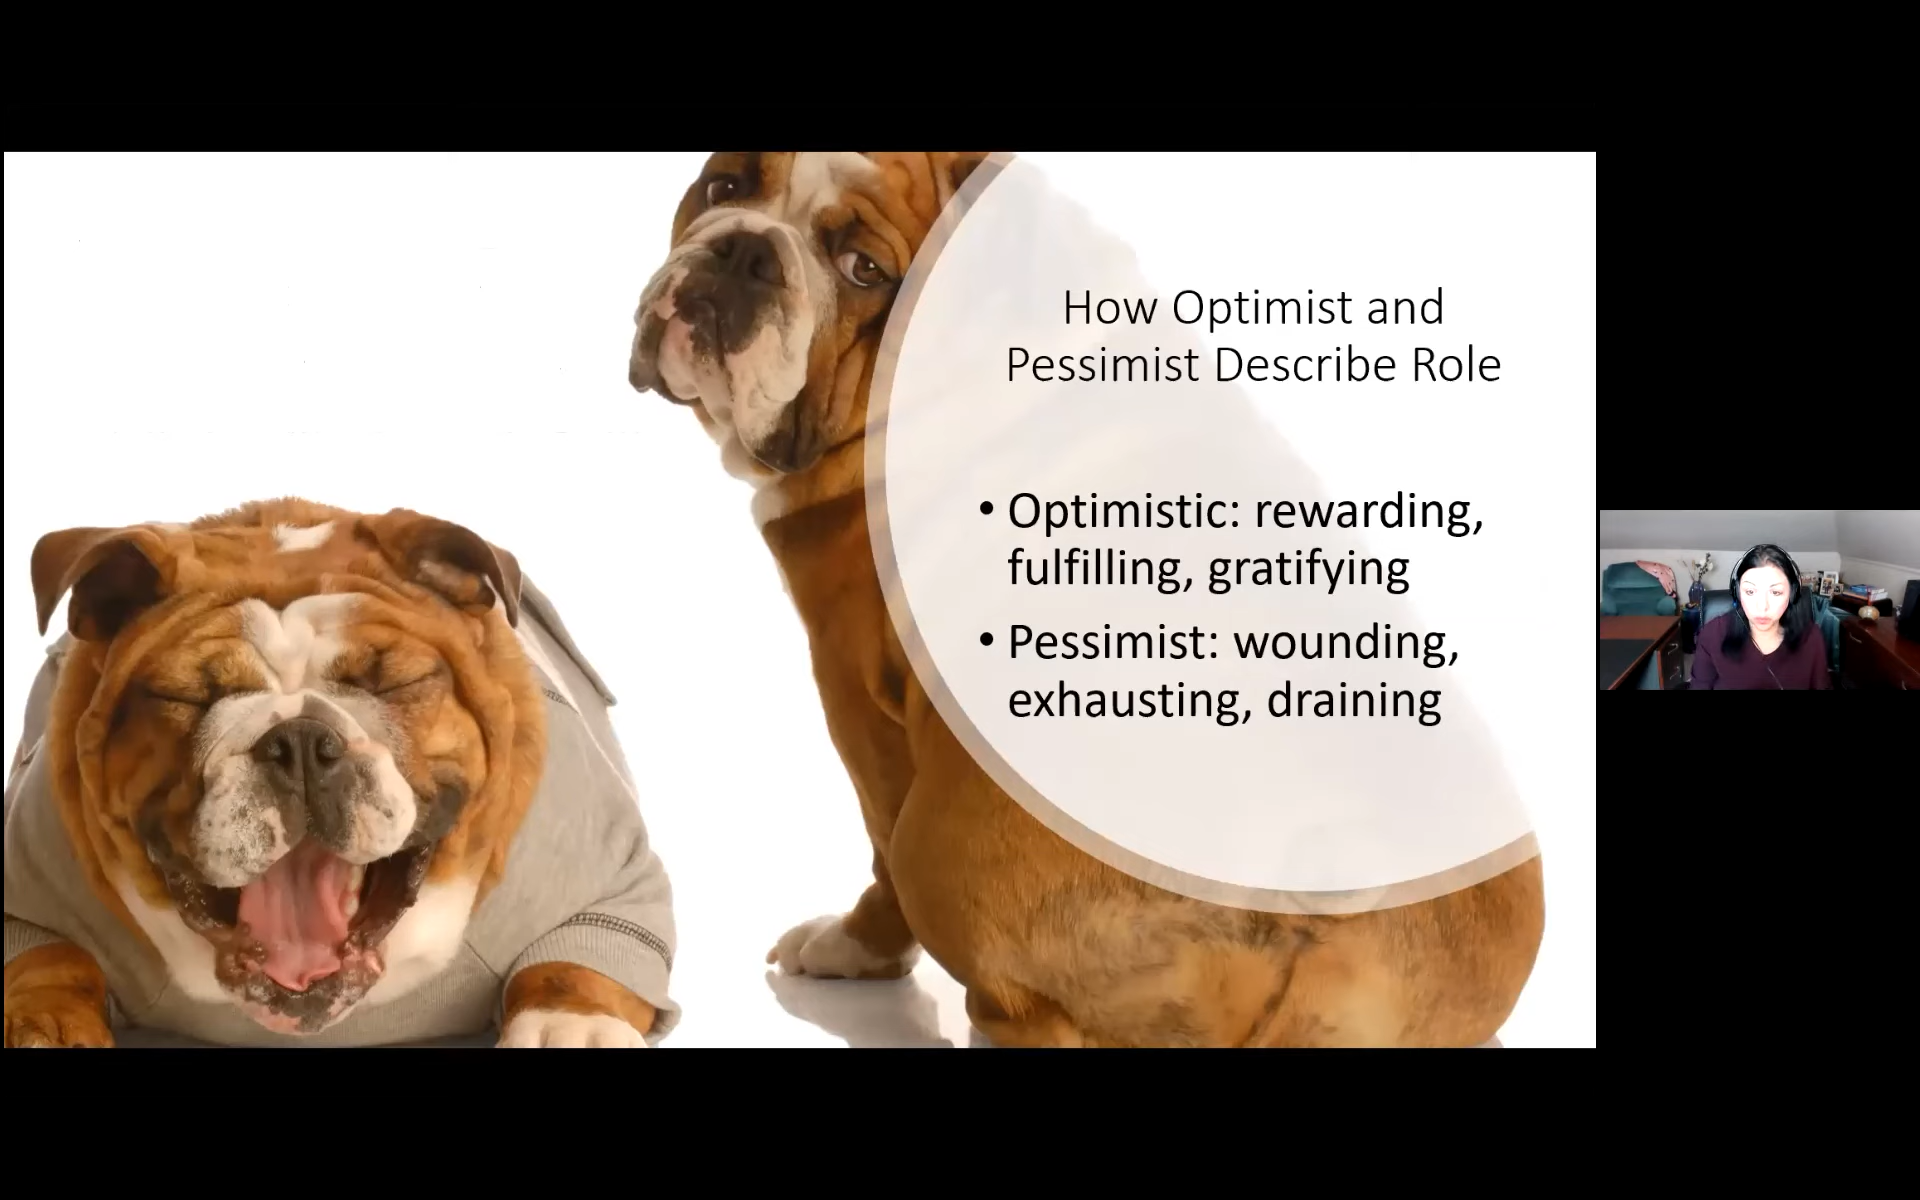 How Optimist and
Pessimist Describe Role
• Optimistic: rewarding,
fulfilling, gratifying
• Pessimist: wounding,
exhausting, draining